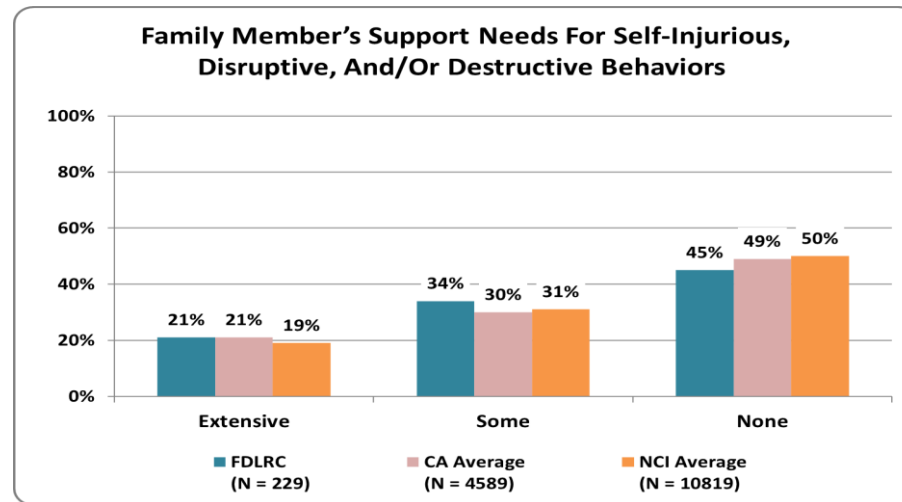 Family Member's Support Needs For Self-Injurious,
Disruptive, And/Or Destructive Behaviors
100%
80%
60%
40%
20%
0%
21% 21% 19%
34% 30% 31%
45% 49% 50%
Extensive Some None
FDLRC CA Average NCI Average
(N = 229) (N = 4589) (N = 10819)